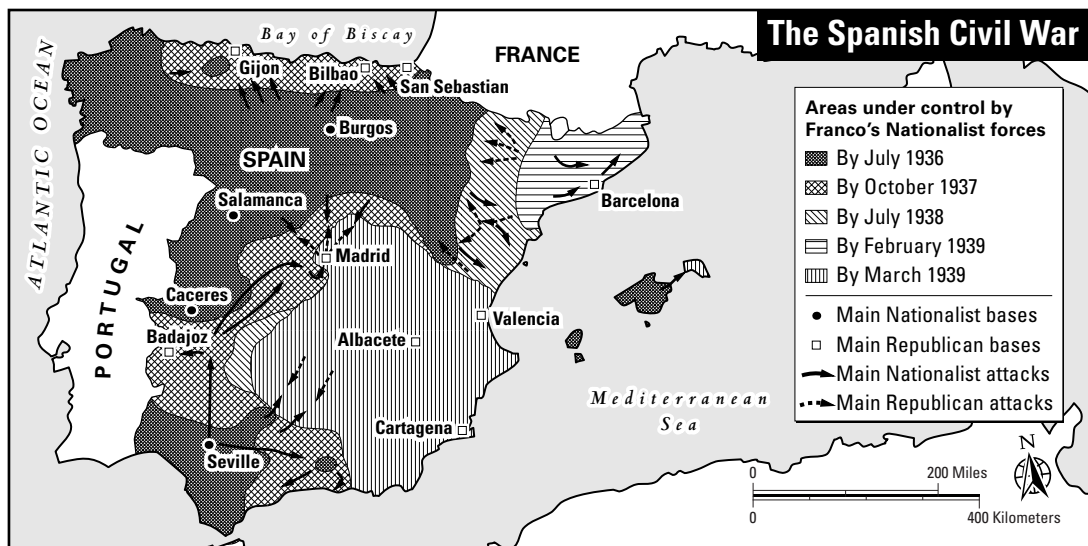 The Spanish Civil War
Bay of Biscay
ATLANTIC OCEAN
FRANCE
Gijon
Bilbao
San Sebastian
Burgos
SPAIN
Salamanca
Barcelona
PORTUGAL
Madrid
Caceres
Valencia
Badajoz
Albacete
Mediterranean
Sea
Cartagena
Seville
Areas under control by
Franco's Nationalist forces
By July 1936
By October 1937
By July 1938
By February 1939
By March 1939
Main Nationalist bases
Main Republican bases
Main Nationalist attacks
Main Republican attacks
N
0 200 Miles
0 400 Kilometers